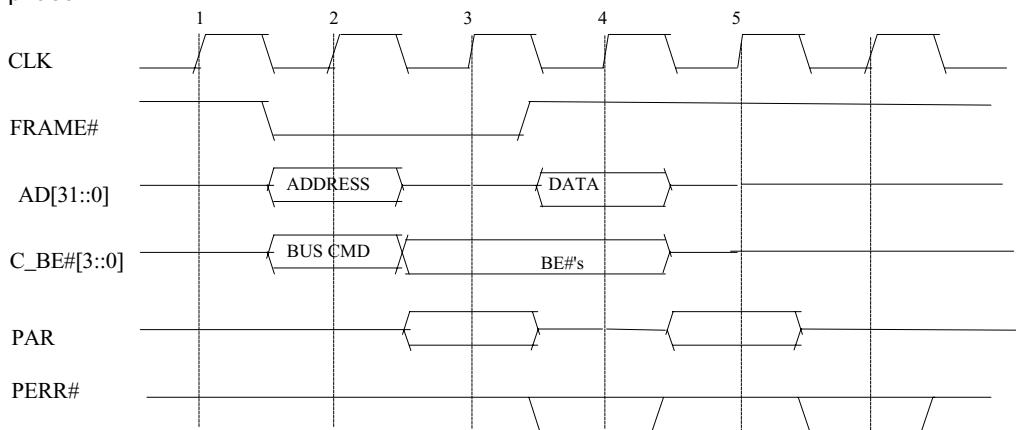 1 2 3 4 5
CLK
FRAME#
AD[31::0] ADDRESS DATA
C_BE#[3::0] BUS CMD BE#'s
PAR
PERR#